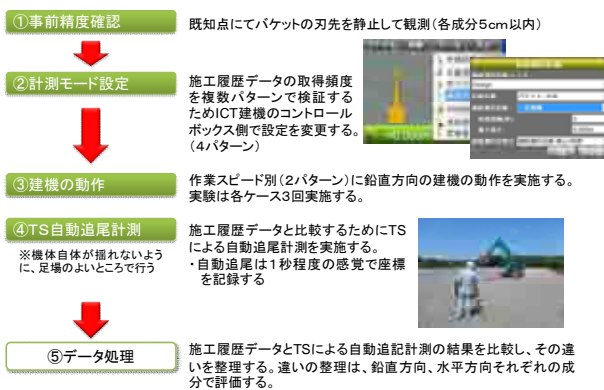 ①事前精度確認
既知点にてバケットの刃先を静止して観測(各成分5cm以内)
②計測モード設定
施工履歴データの取得頻度
を複数パターンで検証する
ためICT建機のコントロール
ボックス側で設定を変更する。
(4パターン)
③建機の動作
作業スピード別(2パターン)に鉛直方向の建機の動作を実施する。
実験は各ケース3回実施する。
④TS自動追尾計測
※機体自体が揺れないよう
に、足場のよいところで行う
施工履歴データと比較するためにTS
による自動追尾計測を実施する。
・自動追尾は1秒程度の感覚で座標
を記録する
⑤データ処理
施工履歴データとTSによる自動追記計測の結果を比較し、その違
いを整理する。違いの整理は、鉛直方向、水平方向それぞれの成
分で評価する。